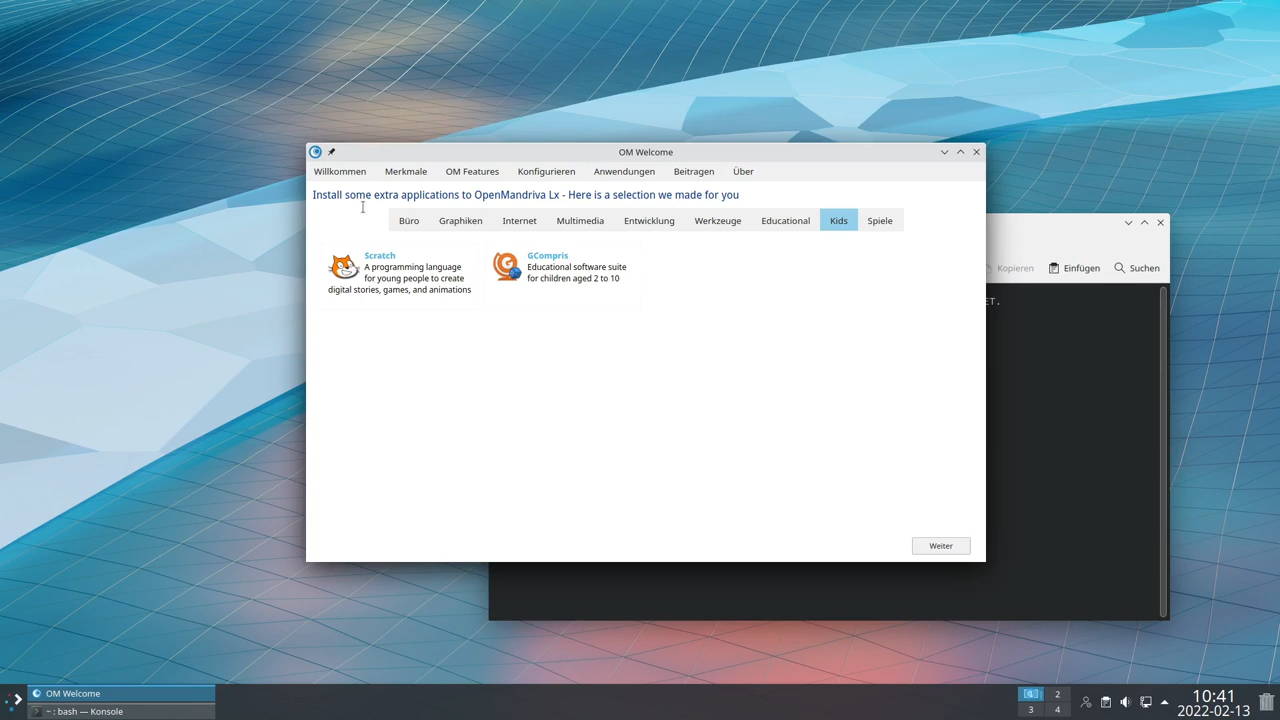 OM Welcome
Willkommen Merkmale OM Features Konfigurieren Anwendungen Beitragen Über
Install some extra applications to OpenMandriva Lx - Here is a selection we made for you
Büro Graphiken Internet Multimedia Entwicklung Werkzeuge Educational Kids Spiele
Scratch
A programming language
for young people to create
digital stories, games, and animations
GCompris
Educational software suite
for children aged 2 to 10
Weiter
Kopieren Einfügen Suchen
ET.
OM Welcome
~ : bash — Konsole
1 2
3 4
10:41
2022-02-13